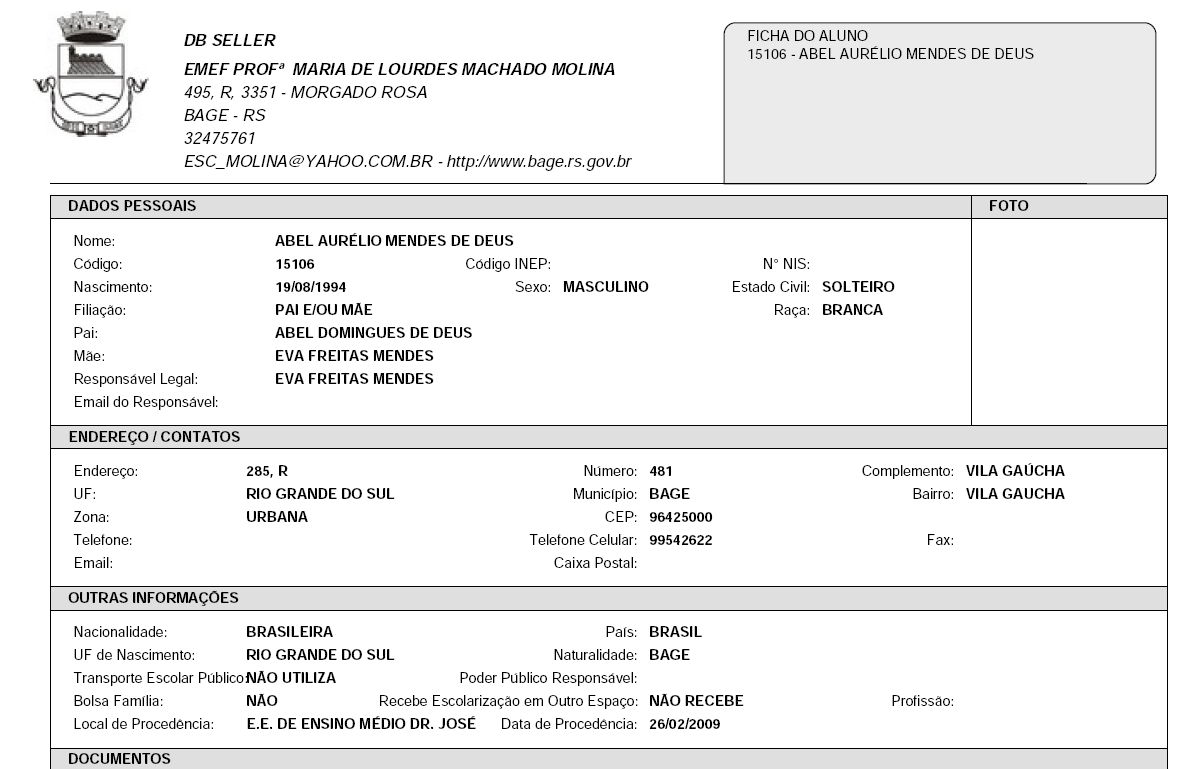 DB SELLER
EMEF PROFª MARIA DE LOURDES MACHADO MOLINA
495, R, 3351 - MORGADO ROSA
BAGE - RS
32475761
ESC_MOLINA@YAHOO.COM.BR - http://www.bage.rs.gov.br
FICHA DO ALUNO
15106 - ABEL AURÉLIO MENDES DE DEUS
DADOS PESSOAIS FOTO
Nome: ABEL AURÉLIO MENDES DE DEUS
Código: 15106 Código INEP: N° NIS:
Nascimento: 19/08/1994 Sexo: MASCULINO Estado Civil: SOLTEIRO
Filiação: PAI E/OU MÃE Raça: BRANCA
Pai: ABEL DOMINGUES DE DEUS
Mãe: EVA FREITAS MENDES
Responsável Legal: EVA FREITAS MENDES
Email do Responsável:
ENDEREÇO / CONTATOS
Endereço: 285, R Número: 481 Complemento: VILA GAÚCHA
UF: RIO GRANDE DO SUL Município: BAGE Bairro: VILA GAUCHA
Zona: URBANA CEP: 96425000
Telefone: Telefone Celular: 99542622 Fax:
Email: Caixa Postal:
OUTRAS INFORMAÇÕES
Nacionalidade: BRASILEIRA País: BRASIL
UF de Nascimento: RIO GRANDE DO SUL Naturalidade: BAGE
Transporte Escolar Público: NÃO UTILIZA Poder Público Responsável:
Bolsa Família: NÃO Recebe Escolarização em Outro Espaço: NÃO RECEBE Profissão:
Local de Procedência: E.E. DE ENSINO MÉDIO DR. JOSÉ Data de Procedência: 26/02/2009
DOCUMENTOS